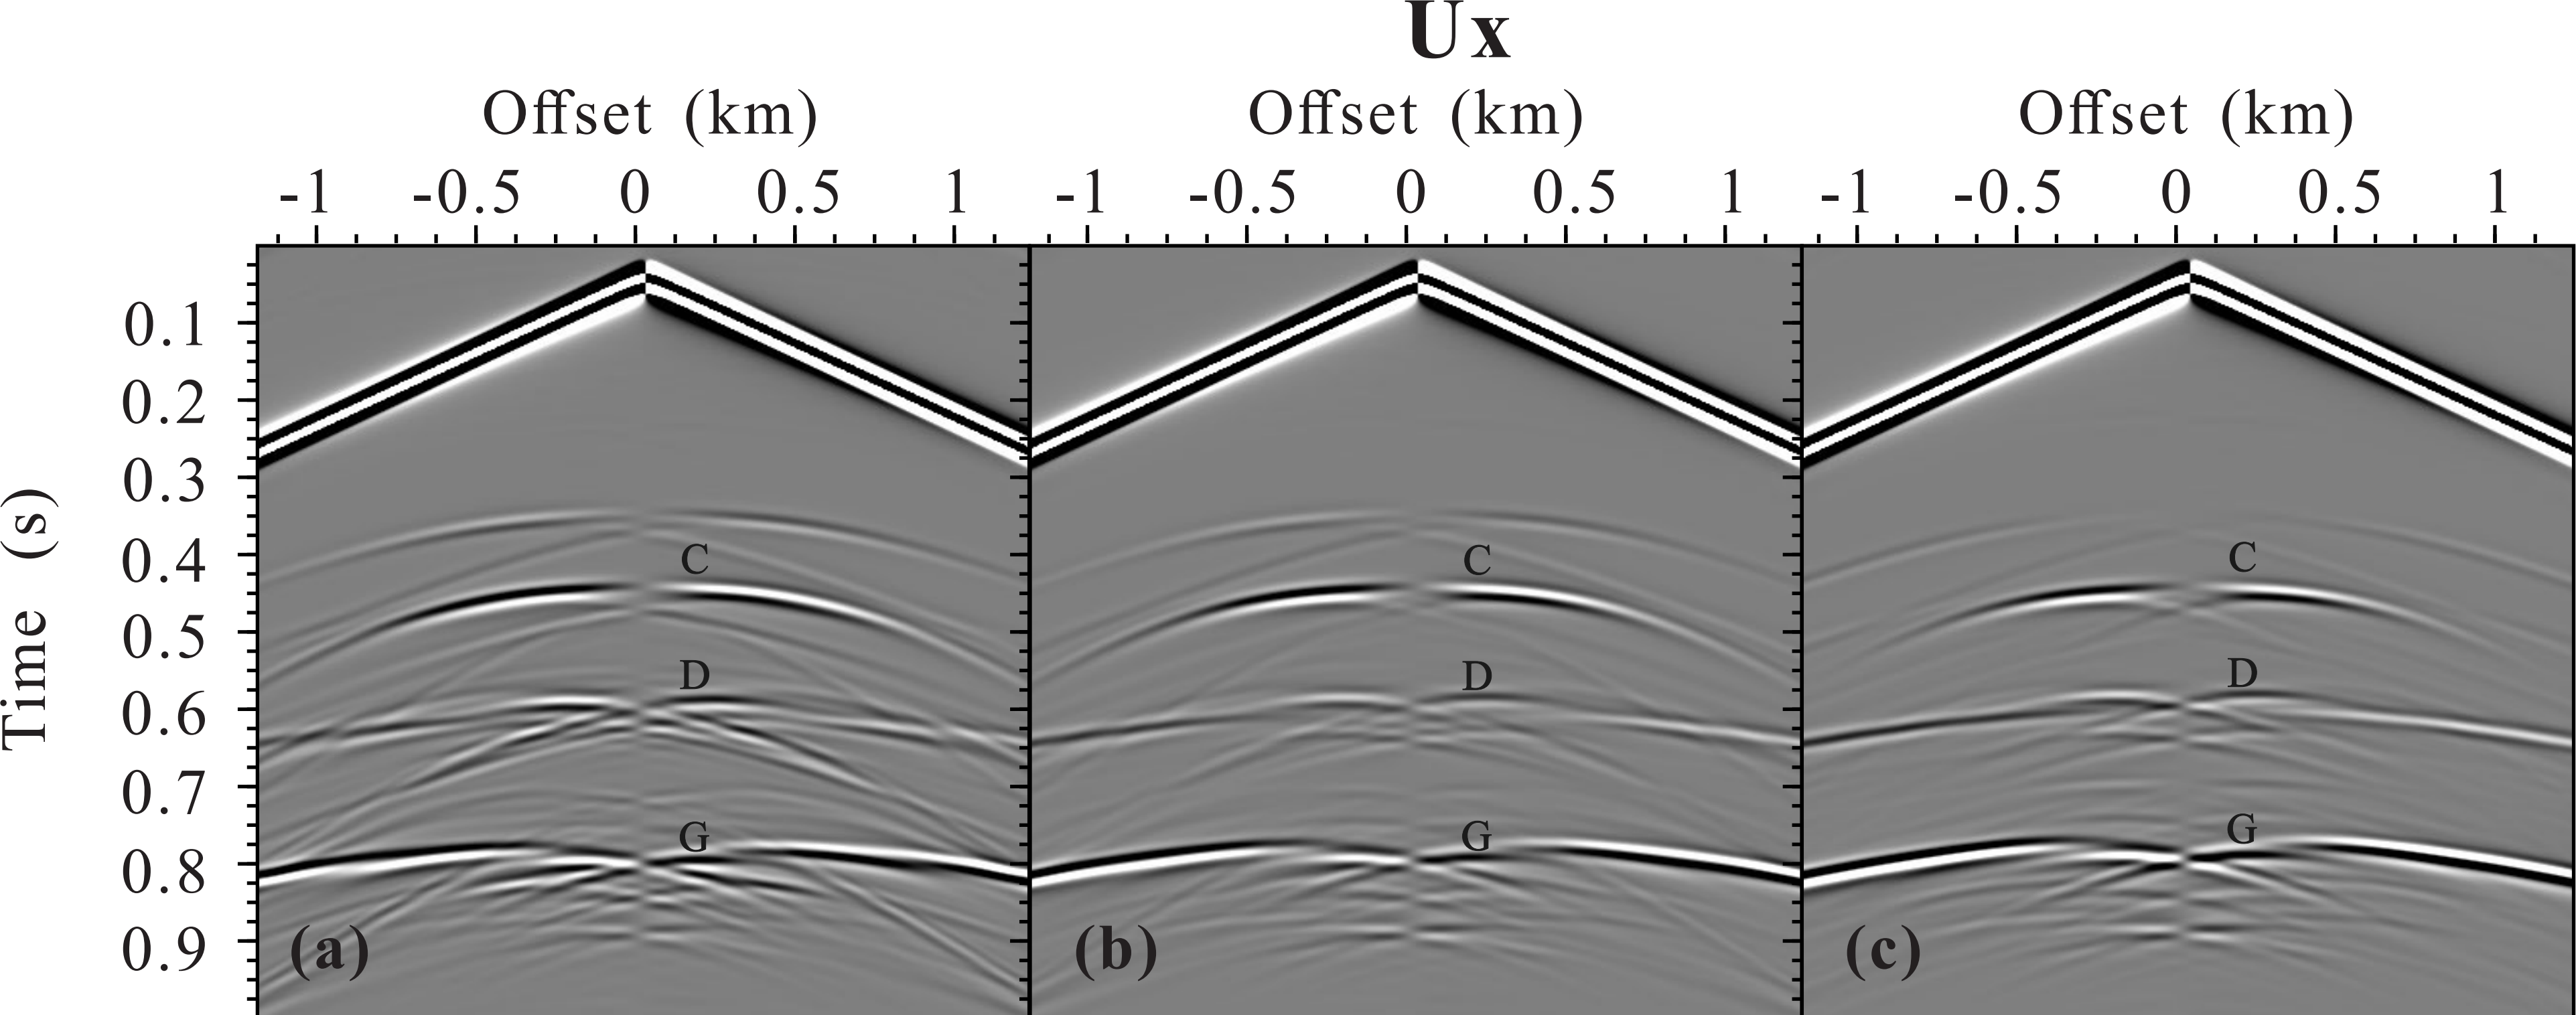 Ux
Offset (km) Offset (km) Offset (km)
-1 -0.5 0 0.5 1 -1 -0.5 0 0.5 1 -1 -0.5 0 0.5 1
Time (s)
0.1
0.2
0.3
0.4
0.5
0.6
0.7
0.8
0.9
C C C
D D D
G G G
(a) (b) (c)